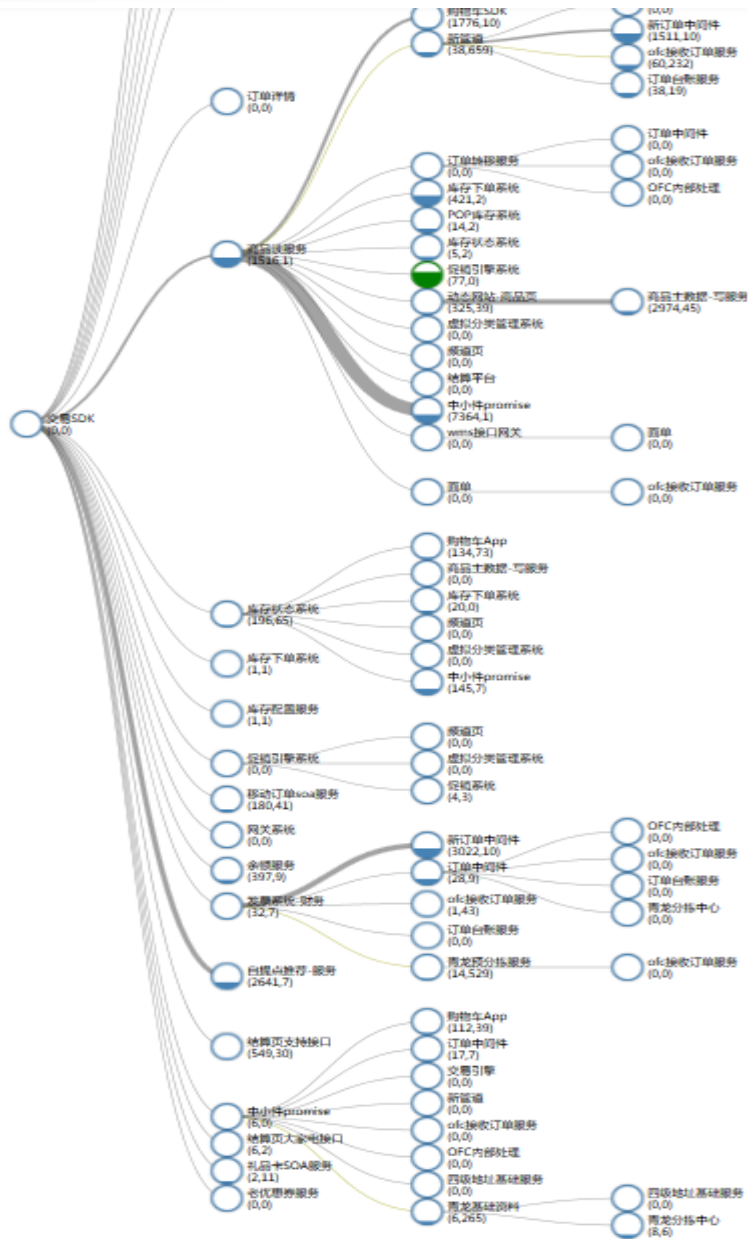 购物车SDK
(1776,10)
新管道
(38,659)
(0,0)
新订单中间件
(1511,10)
ofc接收订单服务
(60,232)
订单台账服务
(38,19)
订单详情
(0,0)
商品读服务
(1516,1)
订单转移服务
(0,0)
订单中间件
(0,0)
ofc接收订单服务
(0,0)
OFC内部处理
(0,0)
库存下单系统
(421,2)
POP库存系统
(14,2)
库存状态系统
(5,2)
促销引擎系统
(77,0)
动态网站-商品页
(325,39)
商品主数据-写服务
(2974,45)
虚拟分类管理系统
(0,0)
频道页
(0,0)
结算平台
(0,0)
中小件promise
(7364,1)
wms接口网关
(0,0)
面单
(0,0)
面单
(0,0)
ofc接收订单服务
(0,0)
交易SDK
(0,0)
库存状态系统
(196,65)
购物车App
(134,73)
商品主数据-写服务
(0,0)
库存下单系统
(20,0)
频道页
(0,0)
虚拟分类管理系统
(0,0)
中小件promise
(145,7)
库存下单系统
(1,1)
库存配置服务
(1,1)
促销引擎系统
(0,0)
频道页
(0,0)
虚拟分类管理系统
(0,0)
促销系统
(4,3)
移动订单soa服务
(180,41)
网关系统
(0,0)
余额服务
(397,9)
发票系统-财务
(32,7)
新订单中间件
(3022,10)
订单中间件
(28,9)
OFC内部处理
(0,0)
ofc接收订单服务
(0,0)
订单台账服务
(0,0)
青龙分拣中心
(0,0)
ofc接收订单服务
(1,43)
订单台账服务
(0,0)
青龙预分拣服务
(14,529)
ofc接收订单服务
(0,0)
自提点推荐-服务
(2641,7)
结算页支持接口
(549,30)
中小件promise
(6,0)
购物车App
(112,39)
订单中间件
(17,7)
交易引擎
(0,0)
新管道
(0,0)
ofc接收订单服务
(0,0)
OFC内部处理
(0,0)
四级地址基础服务
(0,0)
青龙基础资料
(6,265)
四级地址基础服务
(0,0)
青龙分拣中心
(8,6)
结算页大家电接口
(6,2)
礼品卡SOA服务
(2,11)
老优惠券服务
(0,0)